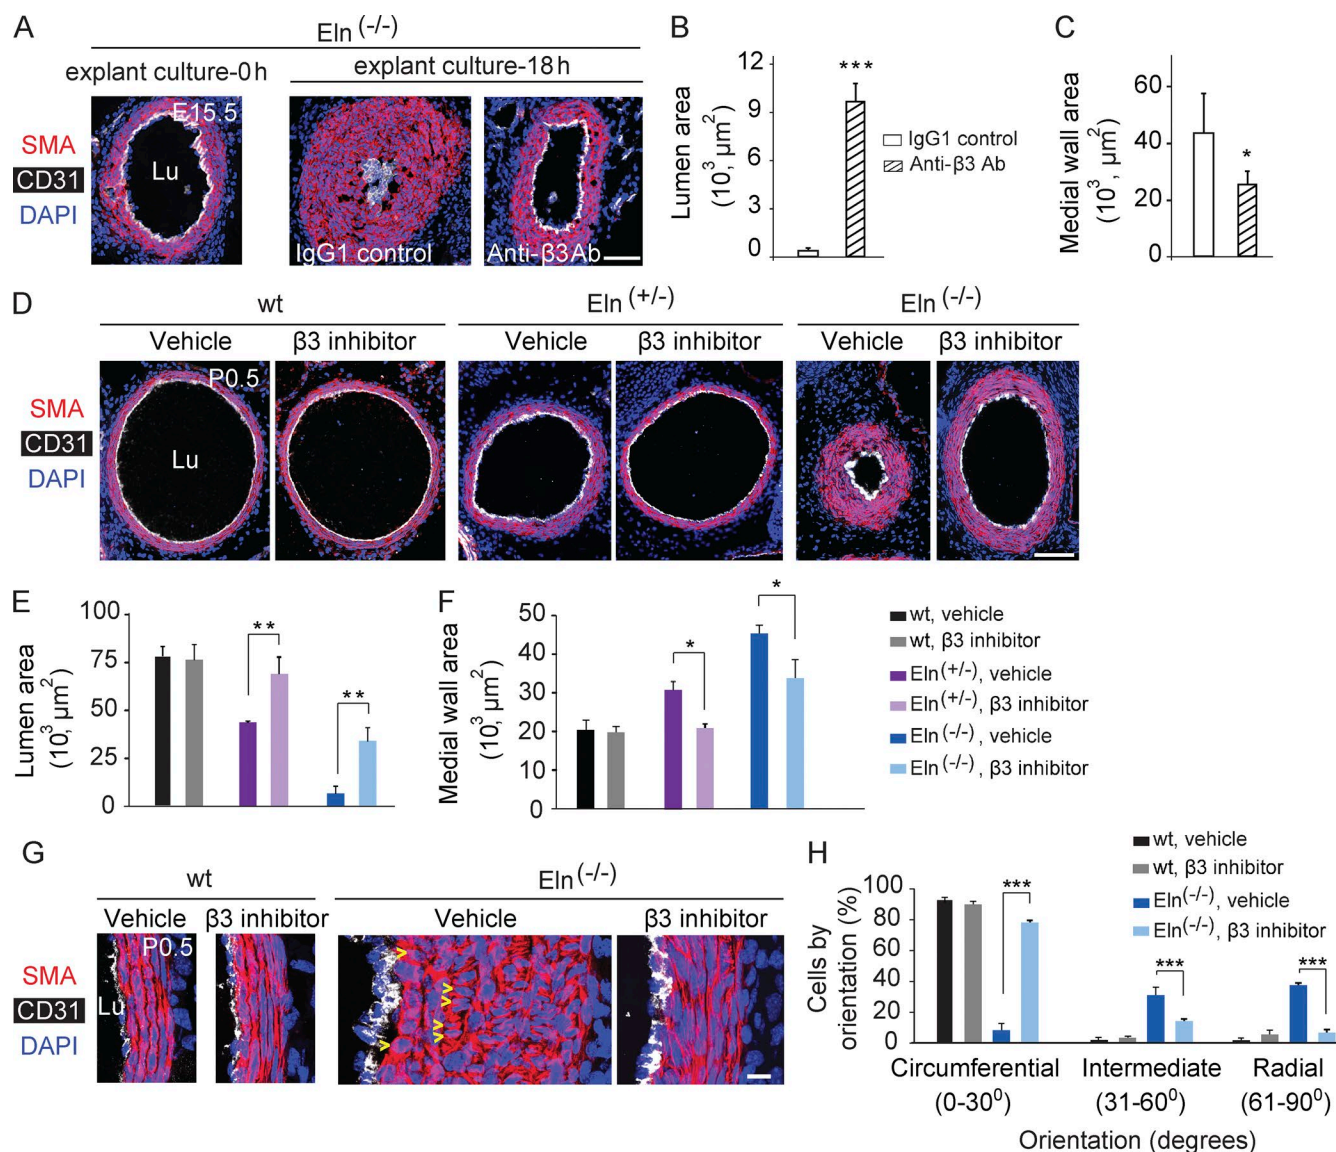 A
Eln(-/-)
explant culture-0h
explant culture-18h
SMA
CD31
DAPI
E15.5
Lu
IgG1 control
Anti-β3Ab
B
Lumen area
(10³, µm²)
12
9
6
3
0
***
IgG1 control
Anti-β3 Ab
C
Medial wall area
(10³, µm²)
60
40
20
0
*
D
wt
Eln(+/-)
Eln(-/-)
Vehicle
β3 inhibitor
Vehicle
β3 inhibitor
Vehicle
β3 inhibitor
SMA
CD31
DAPI
P0.5
Lu
E
Lumen area
(10³, µm²)
100
75
50
25
0
**
**
F
Medial wall area
(10³, µm²)
50
40
30
20
10
0
*
*
wt, vehicle
wt, β3 inhibitor
Eln(+/-), vehicle
Eln(+/-), β3 inhibitor
Eln(-/-), vehicle
Eln(-/-), β3 inhibitor
G
wt
Eln(-/-)
Vehicle
β3 inhibitor
Vehicle
β3 inhibitor
SMA
CD31
DAPI
P0.5
Lu
H
wt, vehicle
wt, β3 inhibitor
Eln(-/-), vehicle
Eln(-/-), β3 inhibitor
Cells by
orientation (%)
100
80
60
40
20
0
***
***
***
Circumferential
(0-30⁰)
Intermediate
(31-60⁰)
Radial
(61-90⁰)
Orientation (degrees)